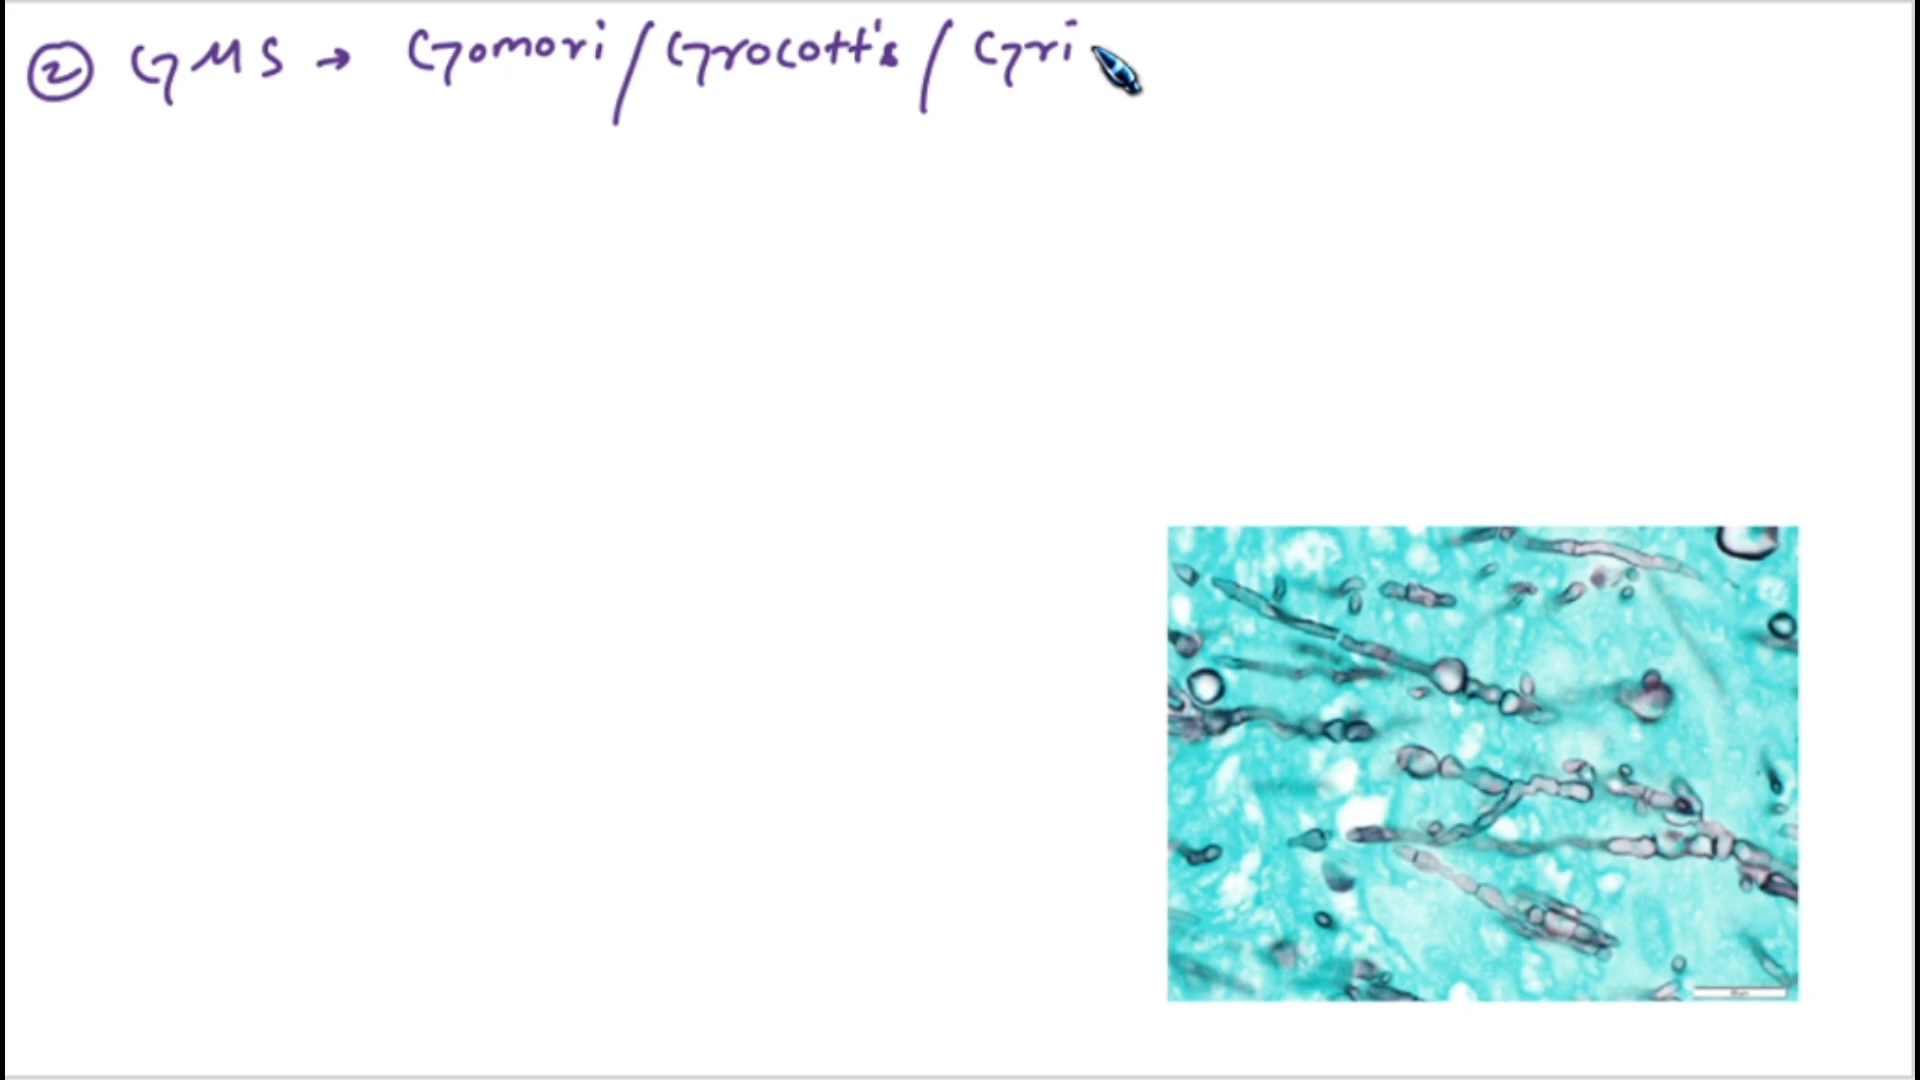 ② GMS → Gomori / Grocott's / Gri